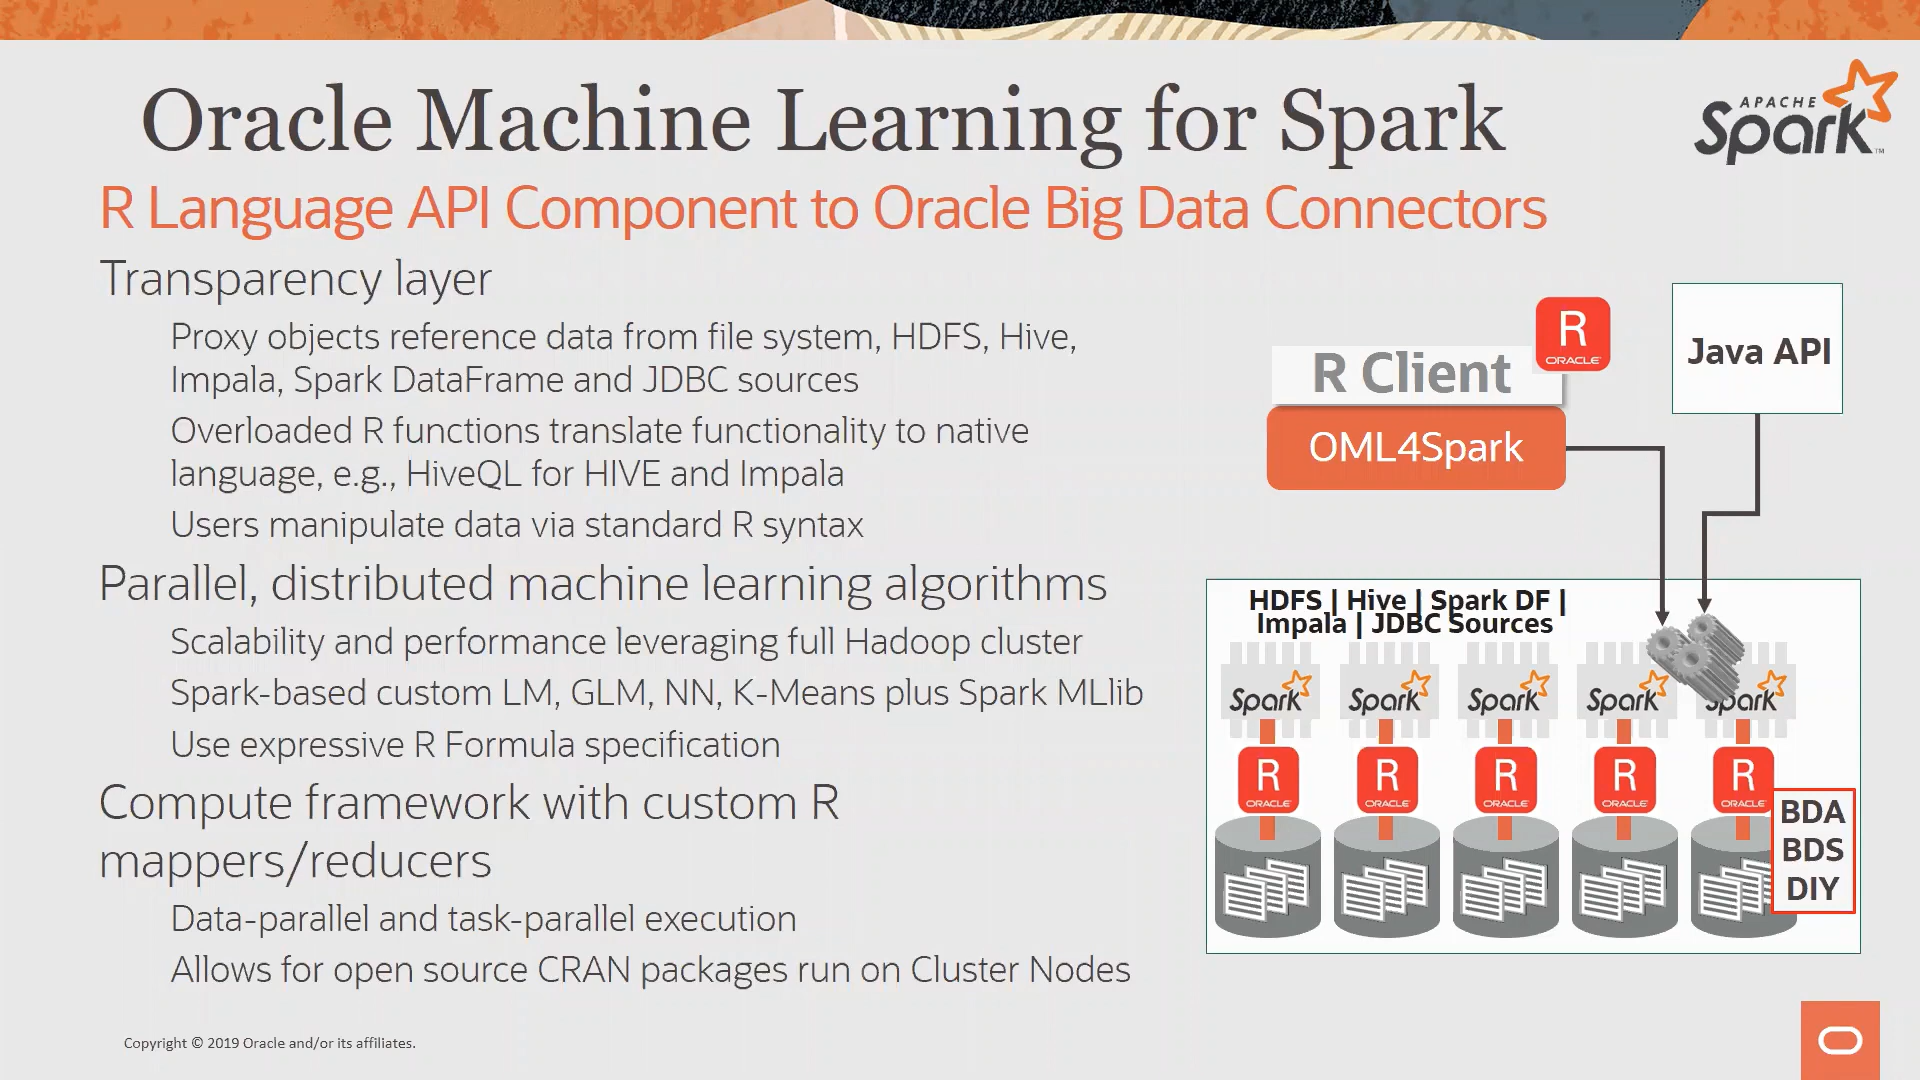 Oracle Machine Learning for Spark
APACHE
Spark™
R Language API Component to Oracle Big Data Connectors
Transparency layer
Proxy objects reference data from file system, HDFS, Hive,
Impala, Spark DataFrame and JDBC sources
Overloaded R functions translate functionality to native
language, e.g., HiveQL for HIVE and Impala
Users manipulate data via standard R syntax
Parallel, distributed machine learning algorithms
Scalability and performance leveraging full Hadoop cluster
Spark-based custom LM, GLM, NN, K-Means plus Spark MLlib
Use expressive R Formula specification
Compute framework with custom R
mappers/reducers
Data-parallel and task-parallel execution
Allows for open source CRAN packages run on Cluster Nodes
R
ORACLE
R Client
OML4Spark
Java API
HDFS | Hive | Spark DF |
Impala | JDBC Sources
Spark Spark Spark Spark Spark
R R R R R
ORACLE ORACLE ORACLE ORACLE ORACLE
BDA
BDS
DIY
Copyright © 2019 Oracle and/or its affiliates.